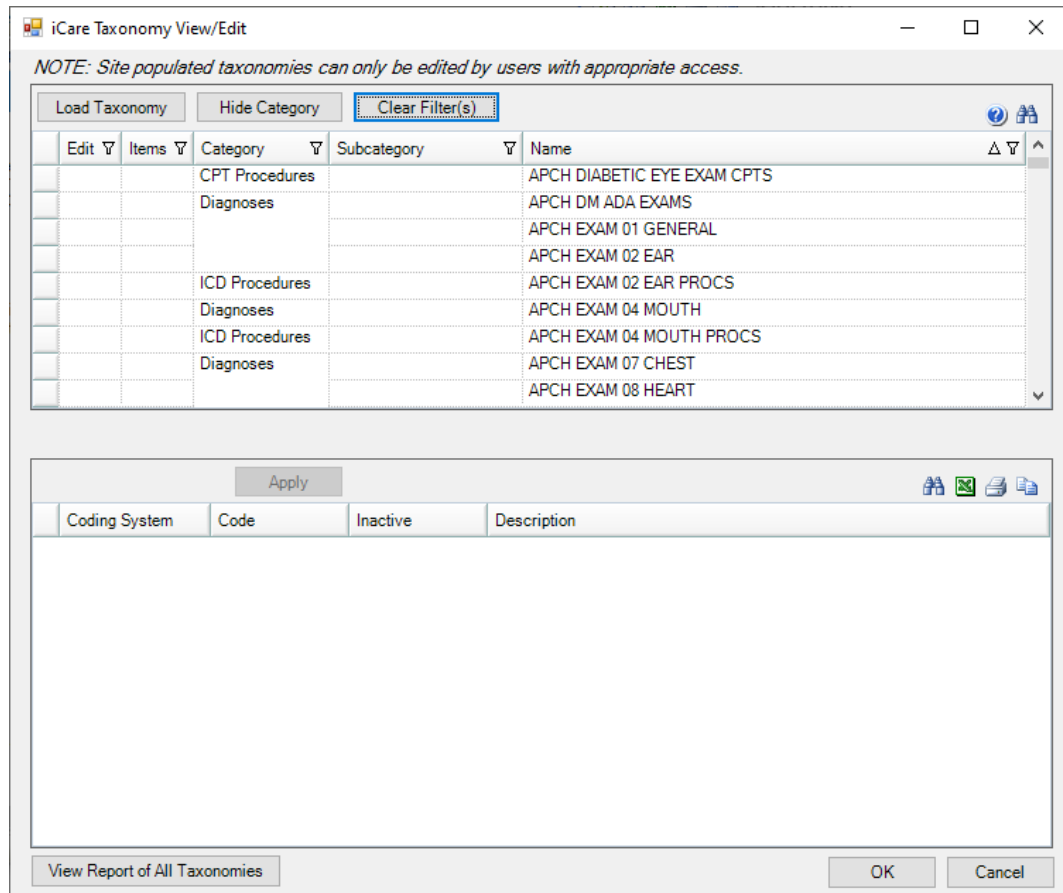 iCare Taxonomy View/Edit
NOTE: Site populated taxonomies can only be edited by users with appropriate access.
Load Taxonomy Hide Category Clear Filter(s)
Edit Items Category Subcategory Name
CPT Procedures APCH DIABETIC EYE EXAM CPTS
Diagnoses APCH DM ADA EXAMS
APCH EXAM 01 GENERAL
APCH EXAM 02 EAR
ICD Procedures APCH EXAM 02 EAR PROCS
Diagnoses APCH EXAM 04 MOUTH
ICD Procedures APCH EXAM 04 MOUTH PROCS
Diagnoses APCH EXAM 07 CHEST
APCH EXAM 08 HEART
Apply
Coding System Code Inactive Description
View Report of All Taxonomies OK Cancel